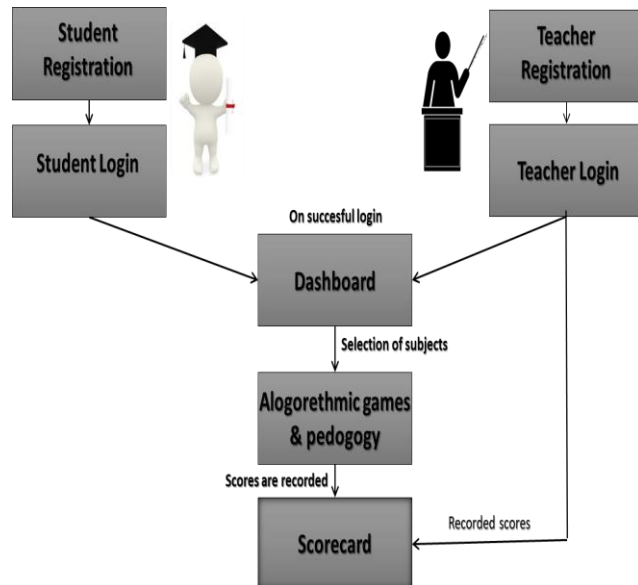 Student
Registration
Teacher
Registration
Student Login
Teacher Login
On succesful login
Dashboard
Selection of subjects
Alogorethmic games
& pedogogy
Scores are recorded
Scorecard
Recorded scores